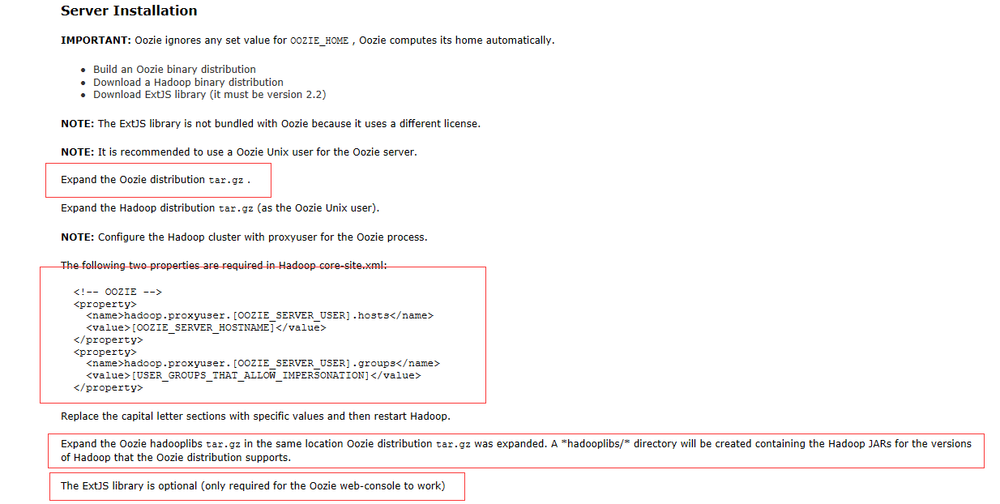 Server Installation
IMPORTANT: Oozie ignores any set value for OOZIE_HOME , Oozie computes its home automatically.
• Build an Oozie binary distribution
• Download a Hadoop binary distribution
• Download ExtJS library (it must be version 2.2)
NOTE: The ExtJS library is not bundled with Oozie because it uses a different license.
NOTE: It is recommended to use a Oozie Unix user for the Oozie server.
Expand the Oozie distribution tar.gz .
Expand the Hadoop distribution tar.gz (as the Oozie Unix user).
NOTE: Configure the Hadoop cluster with proxyuser for the Oozie process.
The following two properties are required in Hadoop core-site.xml:
<!-- OOZIE -->
<property>
<name>hadoop.proxyuser.[OOZIE_SERVER_USER].hosts</name>
<value>[OOZIE_SERVER_HOSTNAME]</value>
</property>
<property>
<name>hadoop.proxyuser.[OOZIE_SERVER_USER].groups</name>
<value>[USER_GROUPS_THAT_ALLOW_IMPERSONATION]</value>
</property>
Replace the capital letter sections with specific values and then restart Hadoop.
Expand the Oozie hadooplibs tar.gz in the same location Oozie distribution tar.gz was expanded. A *hadooplibs/* directory will be created containing the Hadoop JARs for the versions
of Hadoop that the Oozie distribution supports.
The ExtJS library is optional (only required for the Oozie web-console to work)